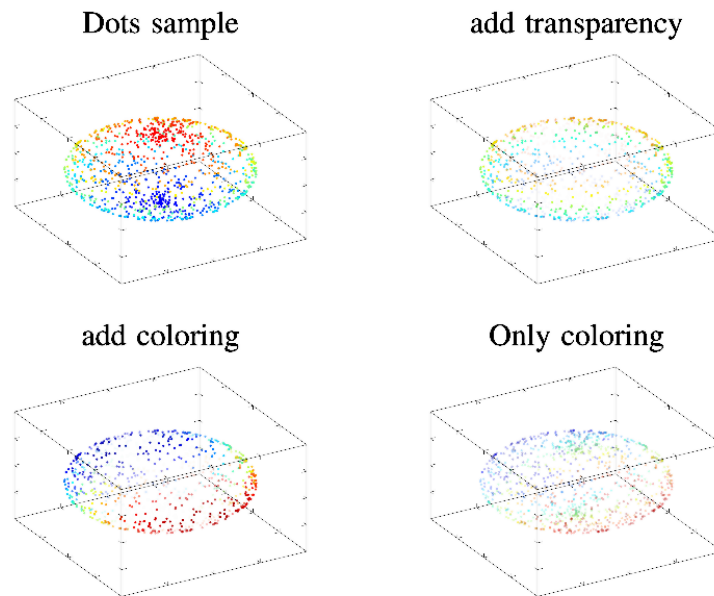 Dots sample
add transparency
add coloring
Only coloring